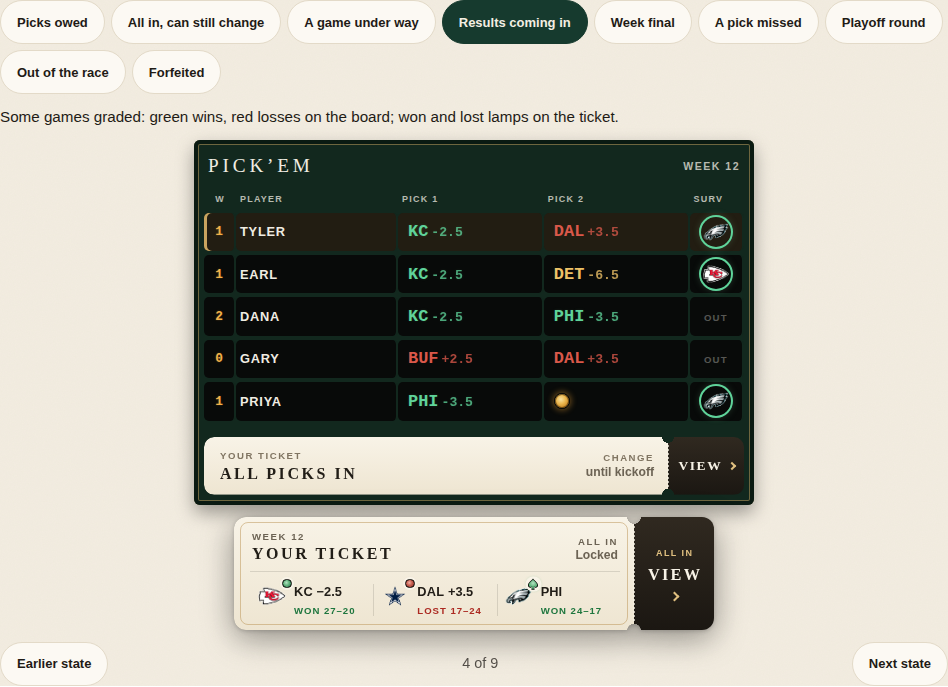 Picks owed All in, can still change A game under way Results coming in Week final A pick missed Playoff round
Out of the race Forfeited
Some games graded: green wins, red losses on the board; won and lost lamps on the ticket.
PICK’EM WEEK 12
W PLAYER PICK 1 PICK 2 SURV
1 TYLER KC -2.5 DAL +3.5
1 EARL KC -2.5 DET -6.5
2 DANA KC -2.5 PHI -3.5 OUT
0 GARY BUF +2.5 DAL +3.5 OUT
1 PRIYA PHI -3.5
YOUR TICKET CHANGE
ALL PICKS IN until kickoff VIEW
WEEK 12 ALL IN
YOUR TICKET Locked
ALL IN
VIEW
KC −2.5 DAL +3.5 PHI
WON 27–20 LOST 17–24 WON 24–17
Earlier state 4 of 9 Next state